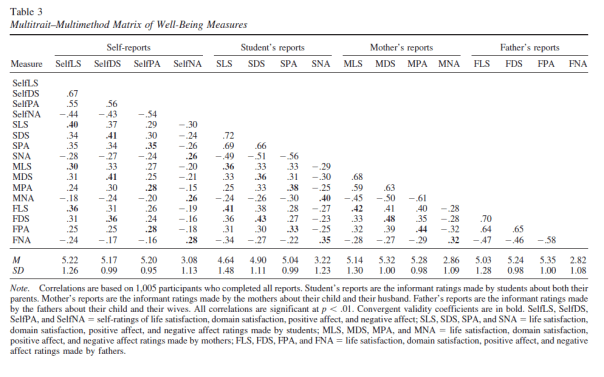 Table 3
Multitrait–Multimethod Matrix of Well-Being Measures
Self-reports Student's reports Mother's reports Father's reports
Measure SelfLS SelfDS SelfPA SelfNA SLS SDS SPA SNA MLS MDS MPA MNA FLS FDS FPA FNA
SelfLS
SelfDS .67
SelfPA .55 .56
SelfNA −.44 −.43 −.54
SLS .40 .37 .29 −.30
SDS .34 .41 .30 −.24 .72
SPA .35 .34 .35 −.26 .69 .66
SNA −.28 −.27 −.24 .26 −.49 −.51 −.56
MLS .30 .33 .27 −.20 .36 .33 .33 −.29
MDS .31 .41 .25 −.21 .33 .36 .31 −.30 .68
MPA .24 .30 .28 −.15 .25 .33 .38 −.25 .59 .63
MNA −.18 −.24 −.20 .26 −.24 −.26 −.30 .40 −.45 −.50 −.61
FLS .36 .31 .26 −.19 .41 .38 .28 −.27 .42 .41 .40 −.28
FDS .31 .36 .24 −.16 .36 .43 .27 −.23 .33 .48 .35 −.28 .70
FPA .25 .25 .28 −.18 .31 .30 .33 −.25 .32 .39 .44 −.29 .64 .65
FNA −.24 −.17 −.16 .28 −.34 −.27 −.22 .35 −.28 −.27 −.32 .32 −.47 −.46 −.58
M 5.22 5.17 5.20 3.08 4.64 4.90 5.04 3.22 5.14 5.32 5.28 2.86 5.03 5.24 5.35 2.82
SD 1.26 0.99 0.95 1.13 1.48 1.11 0.99 1.23 1.30 1.00 0.98 1.09 1.28 0.98 1.00 1.08
Note. Correlations are based on 1,005 participants who completed all reports. Student's reports are the informant ratings made by students about both their
parents. Mother's reports are the informant ratings made by the mothers about their child and their husband. Father's reports are the informant ratings made
by the fathers about their child and their wives. All correlations are significant at p < .01. Convergent validity coefficients are in bold. SelfLS, SelfDS,
SelfPA, and SelfNA = self-ratings of life satisfaction, domain satisfaction, positive affect, and negative affect; SLS, SDS, SPA, and SNA = life satisfaction,
domain satisfaction, positive affect, and negative affect ratings made by students; MLS, MDS, MPA, and MNA = life satisfaction, domain satisfaction,
positive affect, and negative affect ratings made by mothers; FLS, FDS, FPA, and FNA = life satisfaction, domain satisfaction, positive affect, and negative
affect ratings made by fathers.